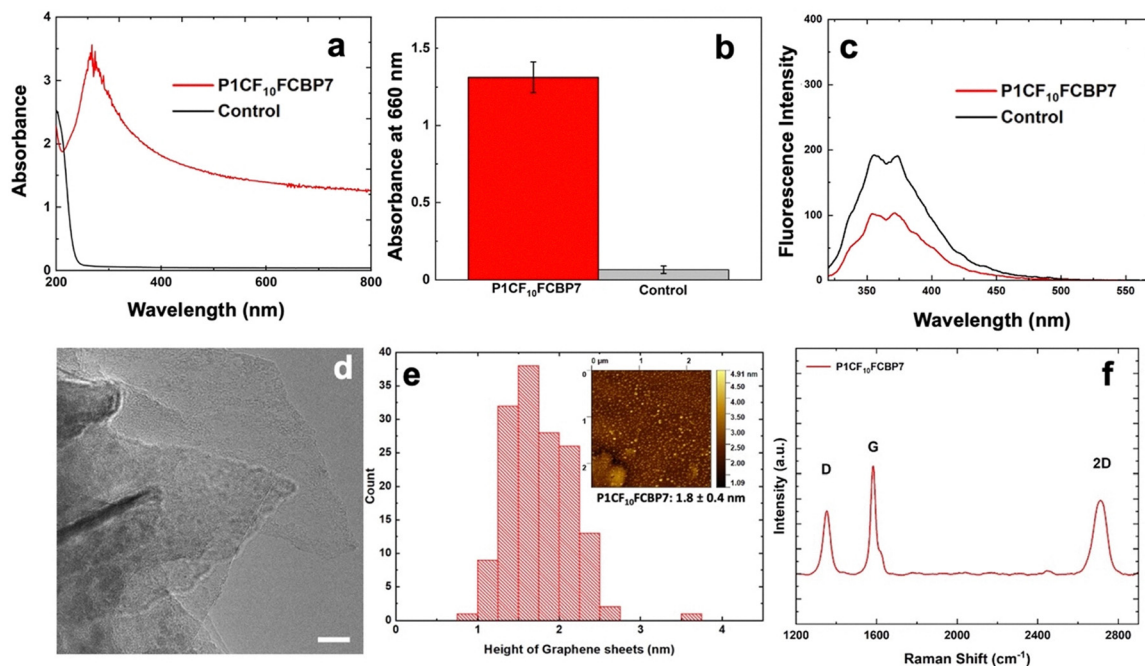 a
4
3
2
1
0
200
400
600
800
Absorbance
Wavelength (nm)
P1CF₁₀FCBP7
Control
b
1.5
1
0.5
0
Absorbance at 660 nm
P1CF₁₀FCBP7
Control
c
300
200
100
0
350
400
450
500
550
Fluorescence Intensity
Wavelength (nm)
P1CF₁₀FCBP7
Control
d
e
40
35
30
25
20
15
10
5
0
0
1
2
3
4
Count
Height of Graphene sheets (nm)
0 µm
1
2
0
1
2
4.91 nm
4.00
3.50
3.00
2.50
2.00
1.09
P1CF₁₀FCBP7: 1.8 ± 0.4 nm
f
P1CF₁₀FCBP7
D
G
2D
Intensity (a.u.)
1200
1600
2000
2400
2800
Raman Shift (cm⁻¹)